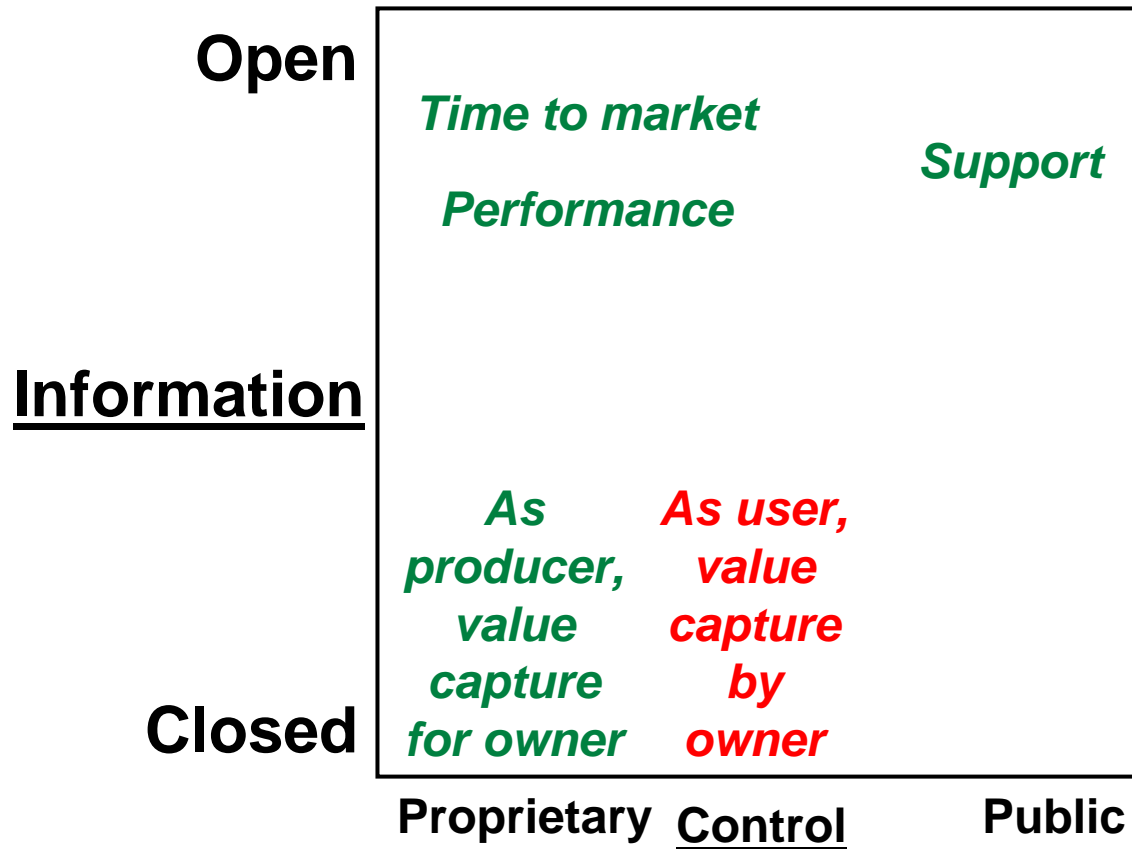 Open
Time to market
Support
Performance
Information
As
producer,
value
capture
for owner
As user,
value
capture
by
owner
Closed
Proprietary
Control
Public